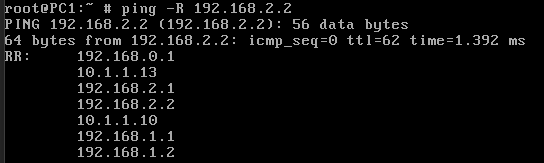 root@PC1:~ # ping -R 192.168.2.2
PING 192.168.2.2 (192.168.2.2): 56 data bytes
64 bytes from 192.168.2.2: icmp_seq=0 ttl=62 time=1.392 ms
RR:     192.168.0.1
        10.1.1.13
        192.168.2.1
        192.168.2.2
        10.1.1.10
        192.168.1.1
        192.168.1.2